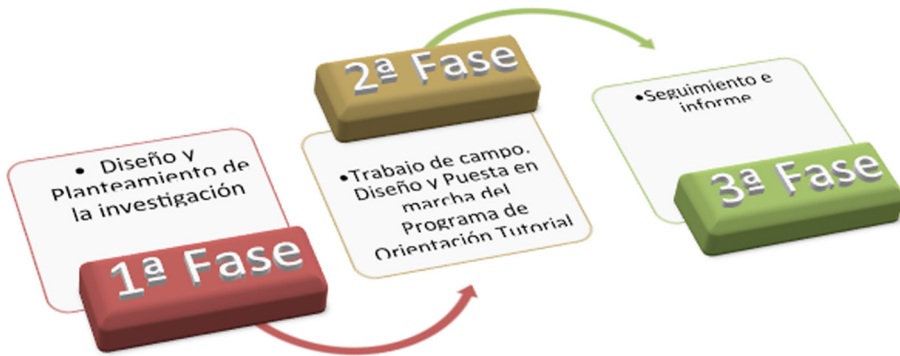 • Diseño y
Planteamiento de
la investigación
1ª Fase
2ª Fase
•Trabajo de campo.
Diseño y Puesta en
marcha del
Programa de
Orientación Tutorial
•Seguimiento e
informe
3ª Fase